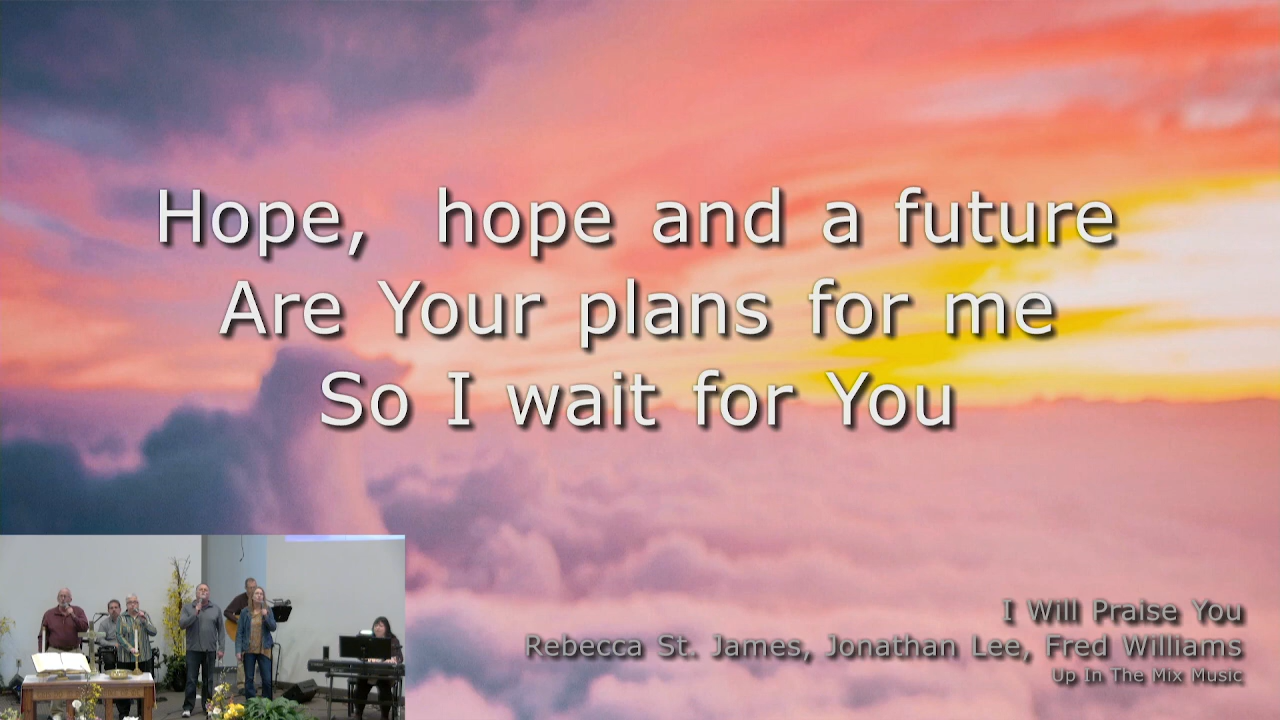 Hope, hope and a future
Are Your plans for me
So I wait for You
I Will Praise You
Rebecca St. James, Jonathan Lee, Fred Williams
Up In The Mix Music